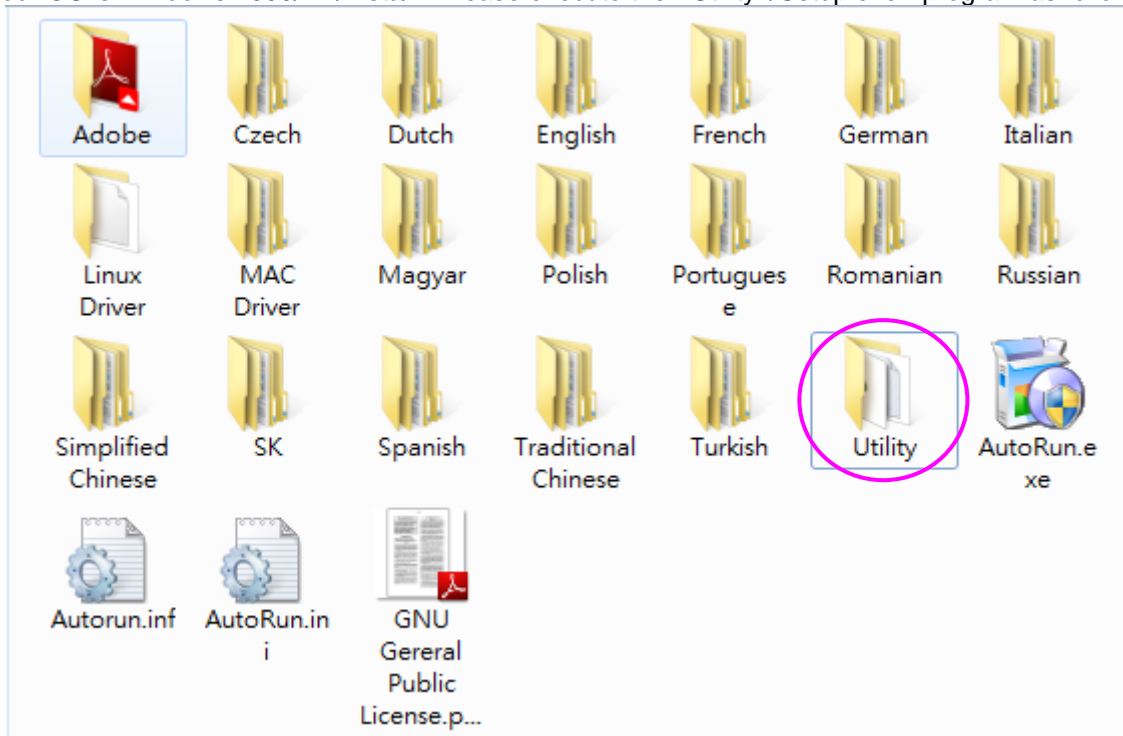 Adobe
Czech
Dutch
English
French
German
Italian
Linux
Driver
MAC
Driver
Magyar
Polish
Portugues
e
Romanian
Russian
Simplified
Chinese
SK
Spanish
Traditional
Chinese
Turkish
Utility
AutoRun.e
xe
Autorun.inf
AutoRun.in
i
GNU
Gereral
Public
License.p...